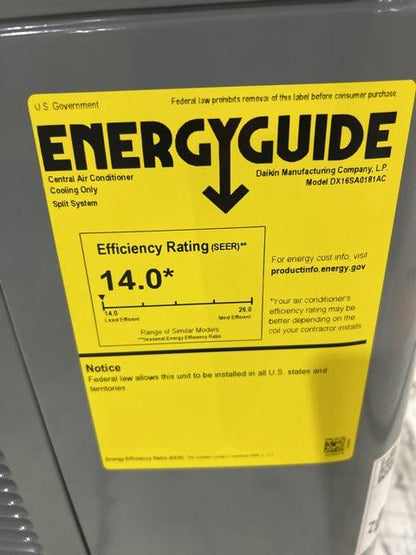 U.S. Government
Federal law prohibits removal of this label before consumer purchase
ENERGYGUIDE
Central Air Conditioner
Cooling Only
Split System
Daikin Manufacturing Company, L.P.
Model DX16SA0181AC
Efficiency Rating (SEER)**
14.0*
14.0
Least Efficient
26.0
Most Efficient
Range of Similar Models
**Seasonal Energy Efficiency Ratio
For energy cost info, visit
productinfo.energy.gov
*Your air conditioner's
efficiency rating may be
better depending on the
coil your contractor installs
Notice
Federal law allows this unit to be installed in all U.S. states and
territories
Energy Efficiency Ratio (EER):